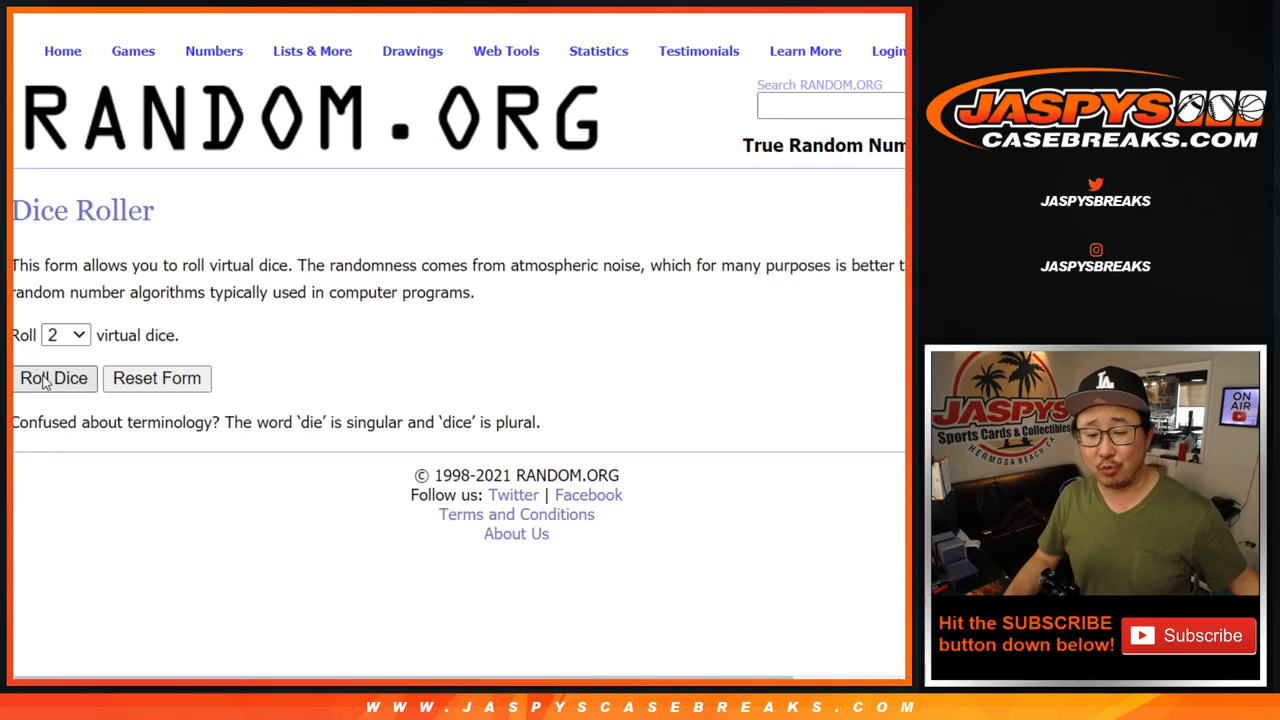 Home Games Numbers Lists & More Drawings Web Tools Statistics Testimonials Learn More Login
RANDOM.ORG
Search RANDOM.ORG
True Random Num
Dice Roller
This form allows you to roll virtual dice. The randomness comes from atmospheric noise, which for many purposes is better t
random number algorithms typically used in computer programs.
Roll 2 virtual dice.
Roll Dice Reset Form
Confused about terminology? The word ‘die’ is singular and ‘dice’ is plural.
© 1998-2021 RANDOM.ORG
Follow us: Twitter | Facebook
Terms and Conditions
About Us
JASPYS
CASEBREAKS.COM
JASPYSBREAKS
JASPYSBREAKS
JASPYS
Sports Cards & Collectibles
HERMOSA BEACH, CA
LA
ON
AIR
Hit the SUBSCRIBE
button down below!
Subscribe
WWW.JASPYSCASEBREAKS.COM